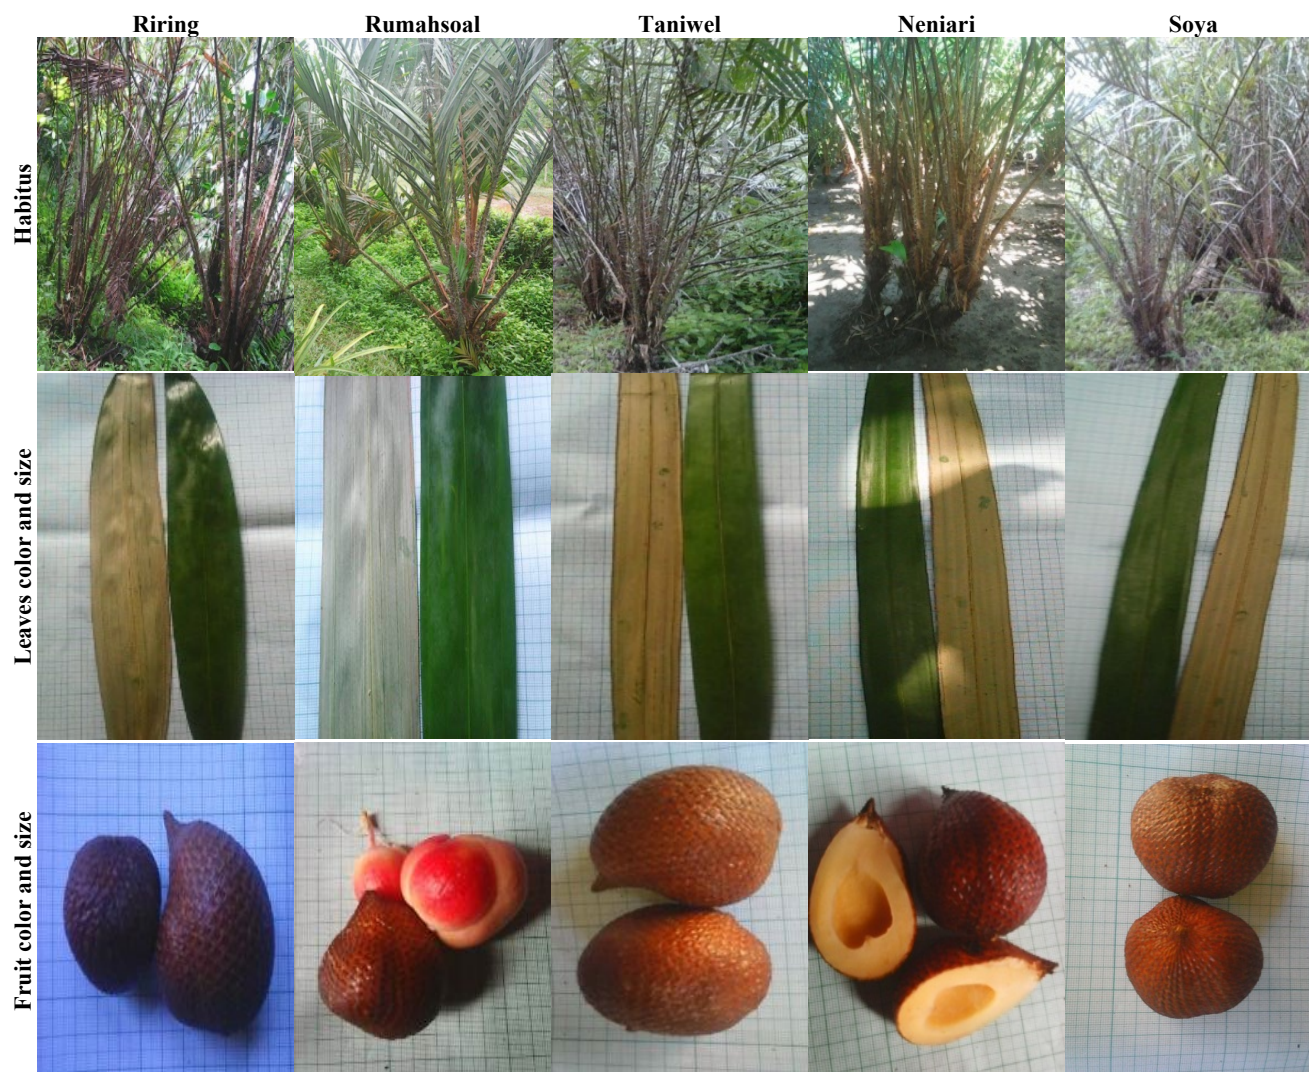 Riring
Rumahsoal
Taniwel
Neniari
Soya
Habitus
Leaves color and size
Fruit color and size